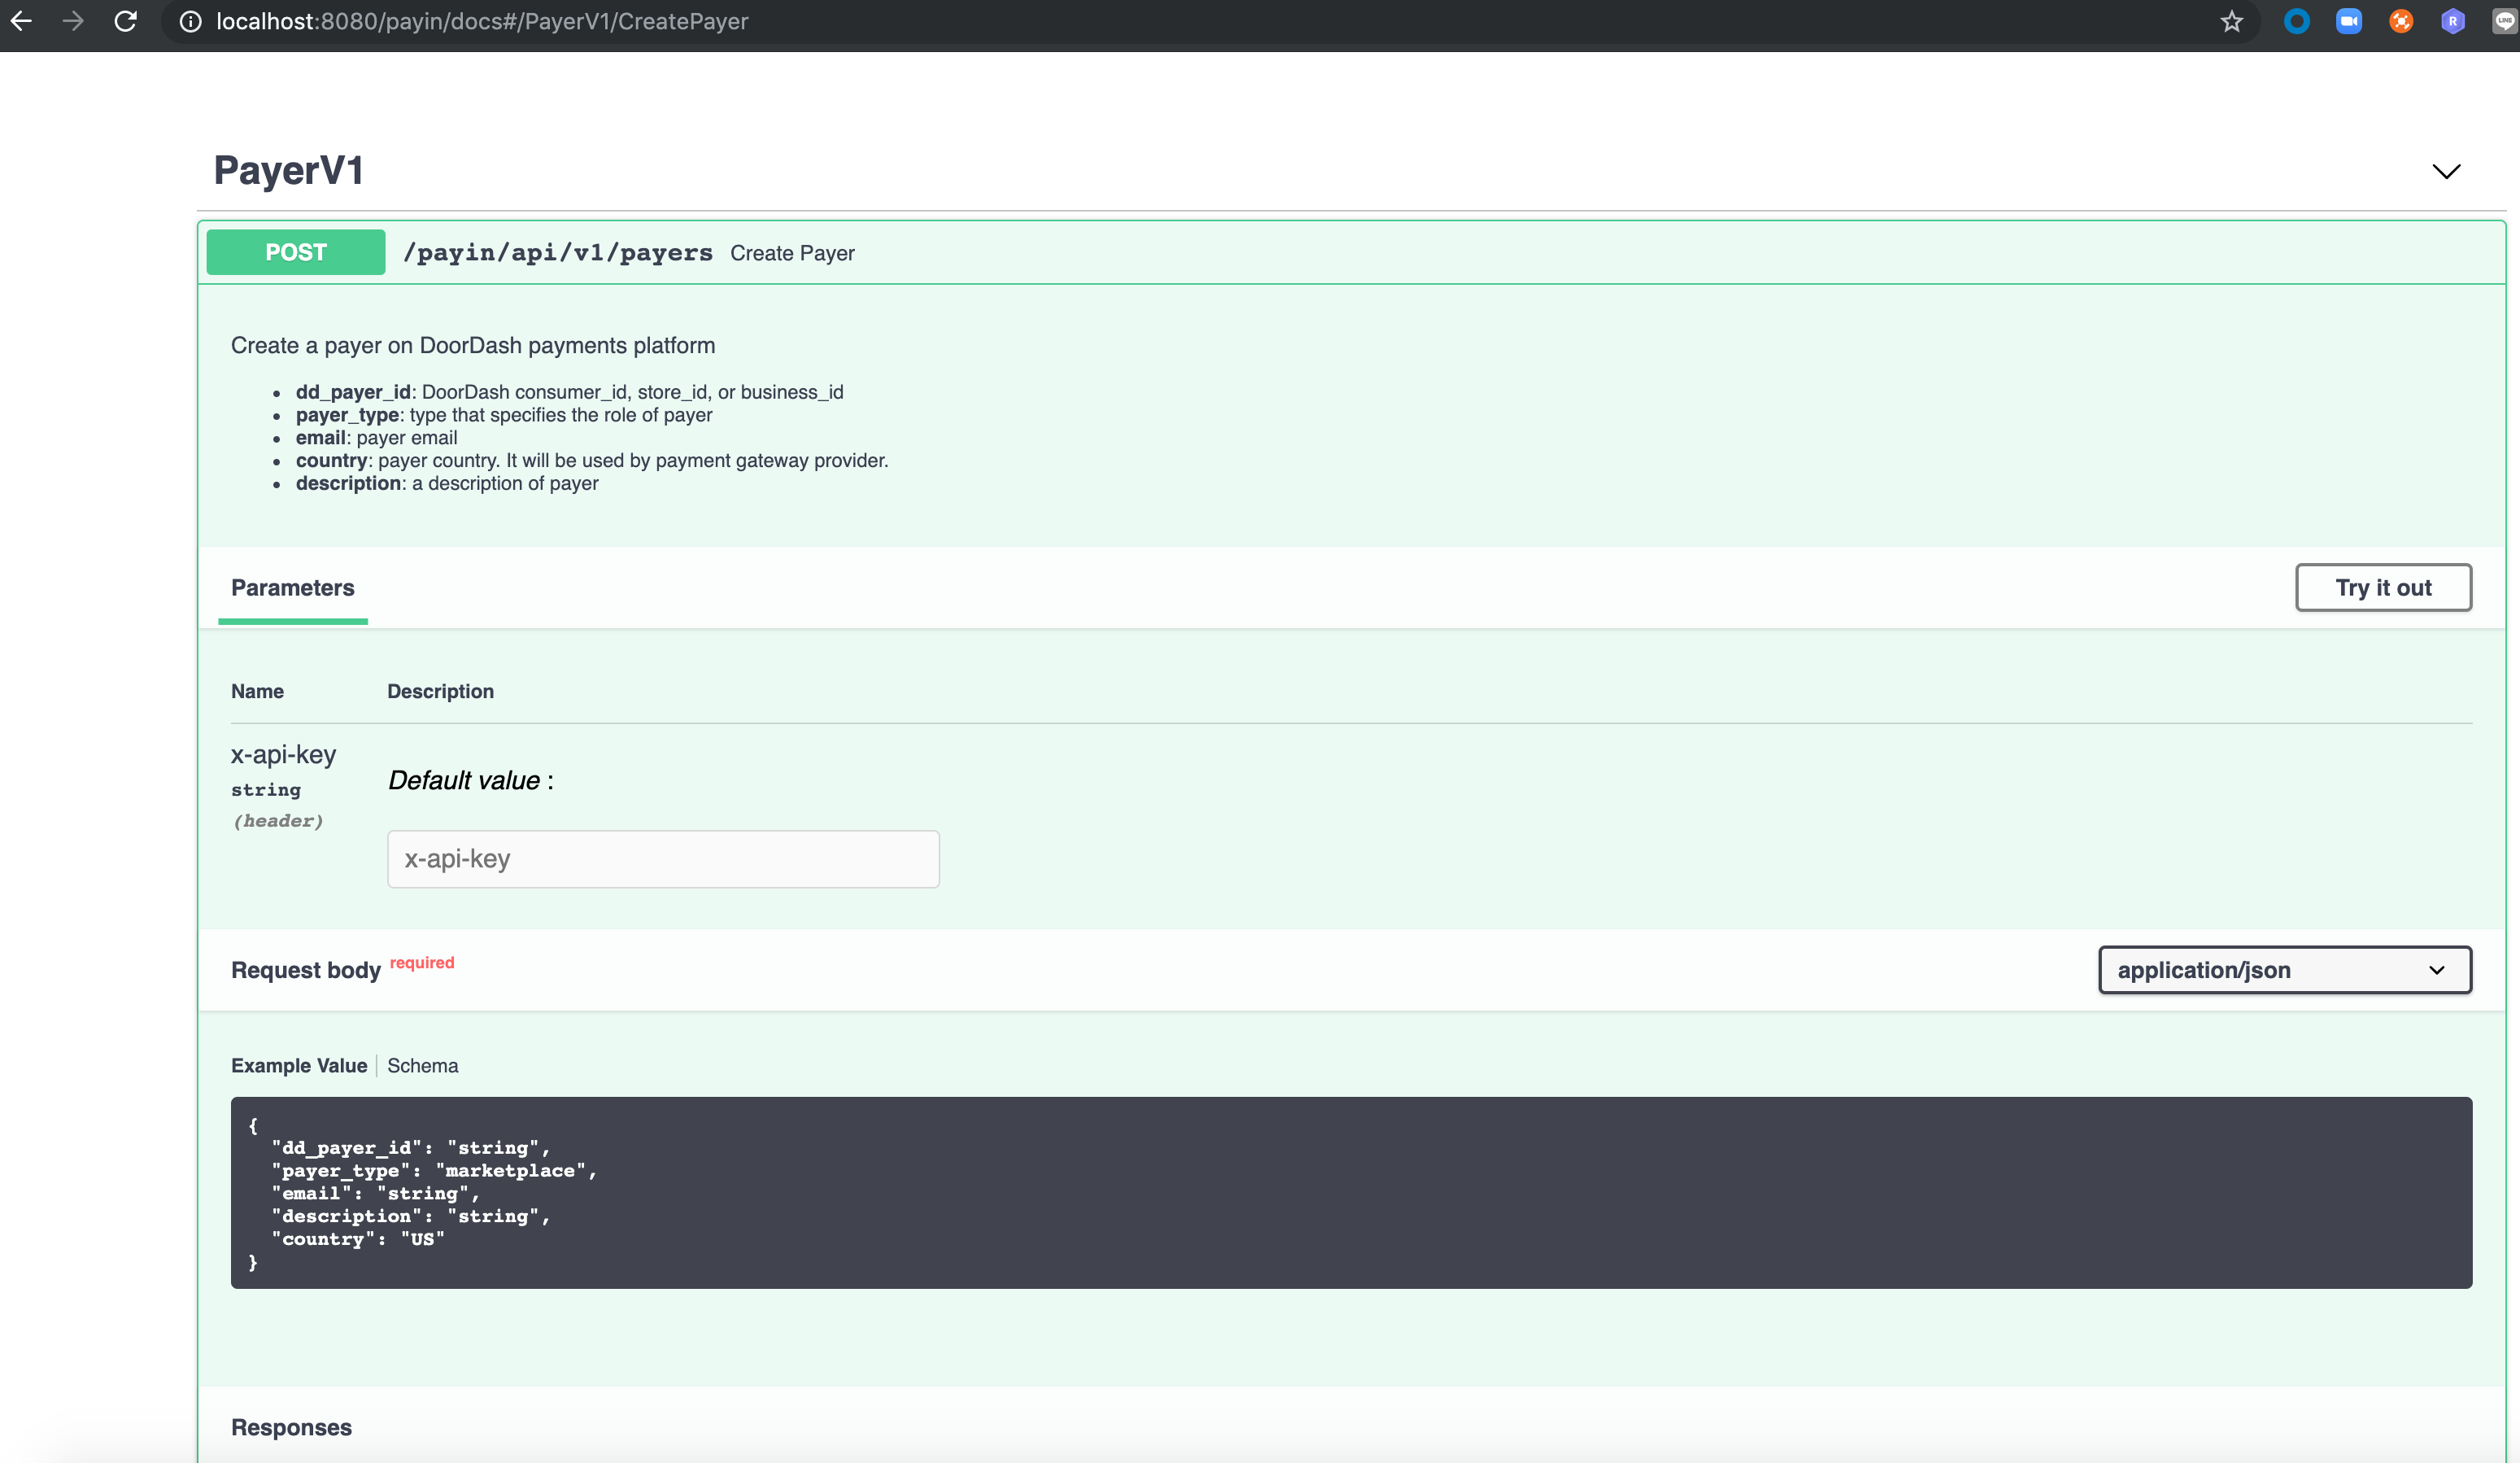 localhost:8080/payin/docs#/PayerV1/CreatePayer
R
LINE
PayerV1
POST /payin/api/v1/payers Create Payer
Create a payer on DoorDash payments platform
• dd_payer_id: DoorDash consumer_id, store_id, or business_id
• payer_type: type that specifies the role of payer
• email: payer email
• country: payer country. It will be used by payment gateway provider.
• description: a description of payer
Parameters Try it out
Name Description
x-api-key
string
(header)
Default value :
x-api-key
Request body required application/json
Example Value Schema
{
"dd_payer_id": "string",
"payer_type": "marketplace",
"email": "string",
"description": "string",
"country": "US"
}
Responses